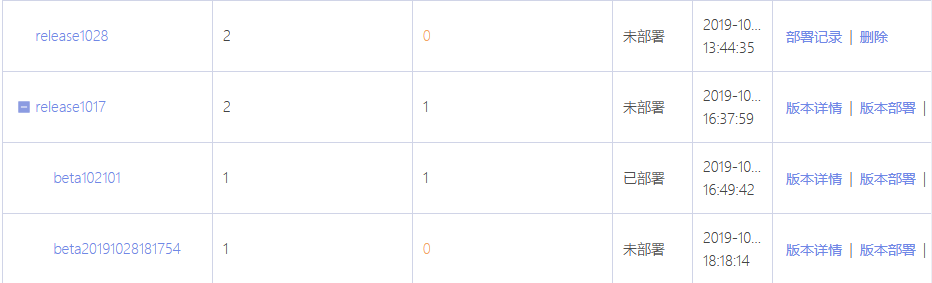 release1028 2 0 未部署 2019-10... 部署记录 | 删除
13:44:35
release1017 2 1 未部署 2019-10... 版本详情 | 版本部署 |
16:37:59
beta102101 1 1 已部署 2019-10... 版本详情 | 版本部署 |
16:49:42
beta20191028181754 1 0 未部署 2019-10... 版本详情 | 版本部署 |
18:18:14